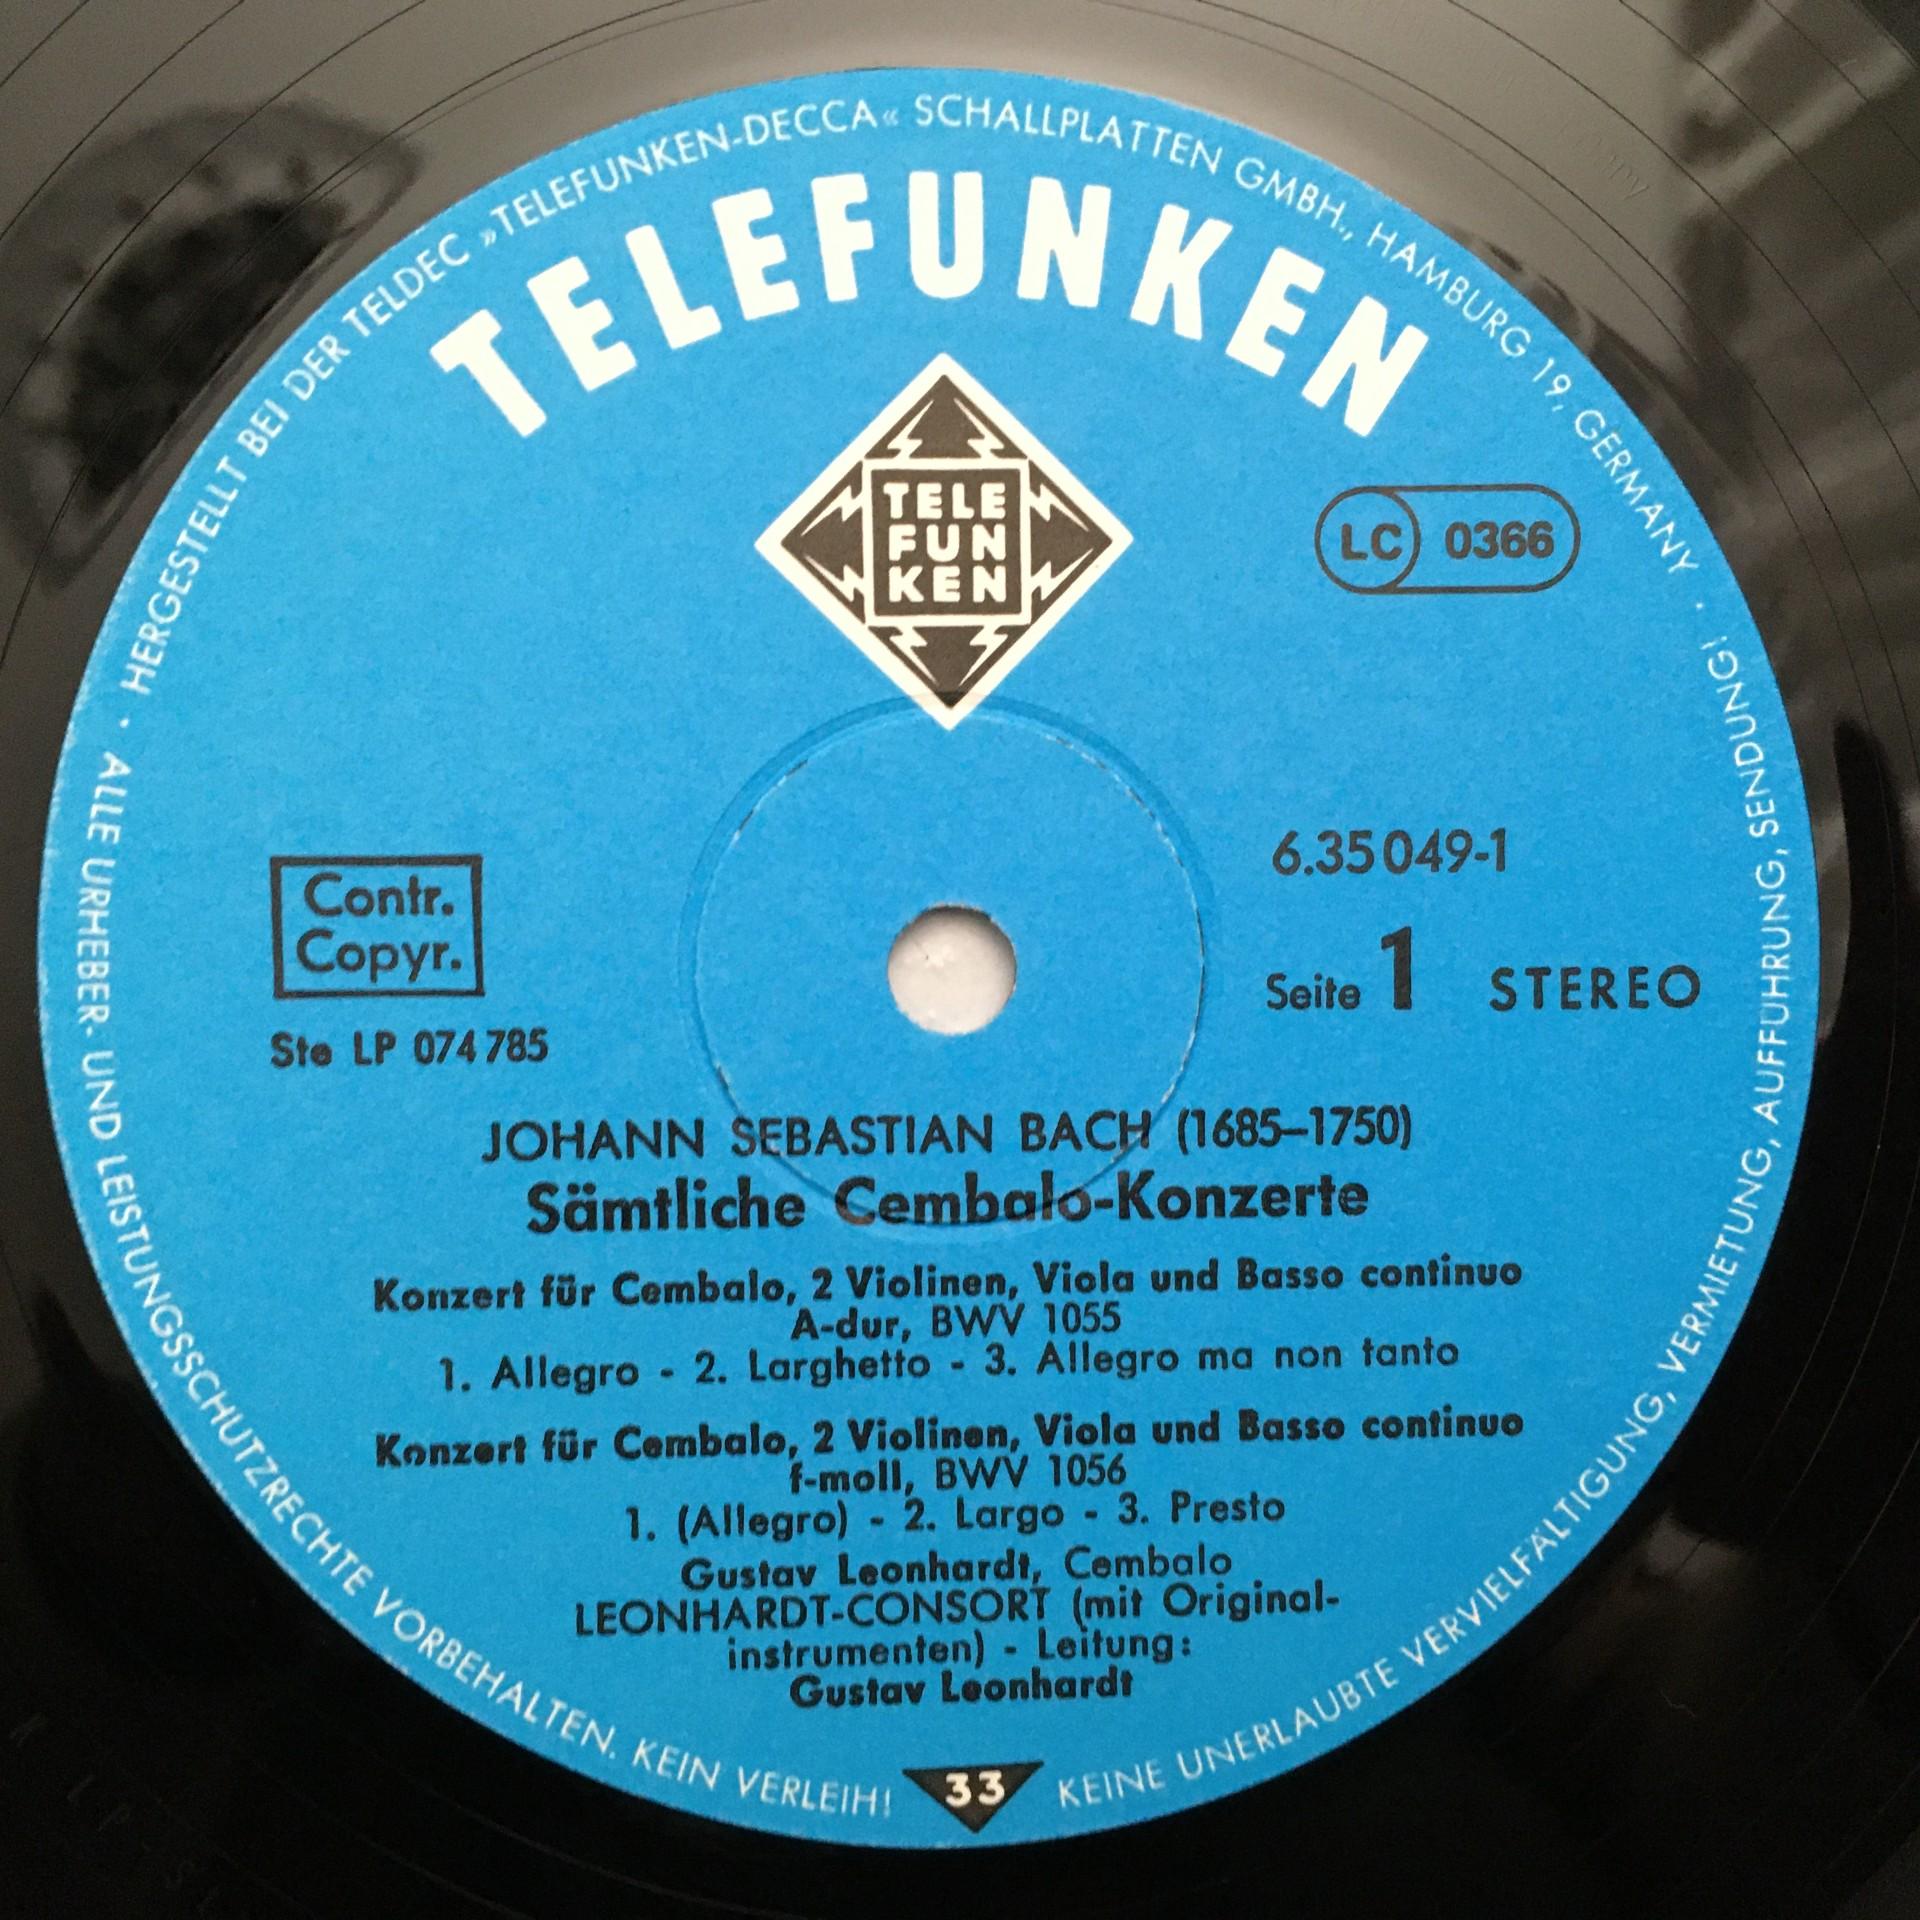 HERGESTELLT BEI DER TELDEC »TELEFUNKEN-DECCA« SCHALLPLATTEN GMBH., HAMBURG 19, GERMANY ·
TELEFUNKEN
TELE
FUN
KEN
LC 0366
6.35049-1
Contr.
Copyr.
Seite 1 STEREO
Ste LP 074785
JOHANN SEBASTIAN BACH (1685–1750)
Sämtliche Cembalo-Konzerte
Konzert für Cembalo, 2 Violinen, Viola und Basso continuo
A-dur, BWV 1055
1. Allegro - 2. Larghetto - 3. Allegro ma non tanto
Konzert für Cembalo, 2 Violinen, Viola und Basso continuo
f-moll, BWV 1056
1. (Allegro) - 2. Largo - 3. Presto
Gustav Leonhardt, Cembalo
LEONHARDT-CONSORT (mit Original-
instrumenten) - Leitung:
Gustav Leonhardt
· ALLE URHEBER- UND LEISTUNGSSCHUTZRECHTE VORBEHALTEN. KEIN VERLEIH!
33
KEINE UNERLAUBTE VERVIELFÄLTIGUNG, VERMIETUNG, AUFFÜHRUNG, SENDUNG!